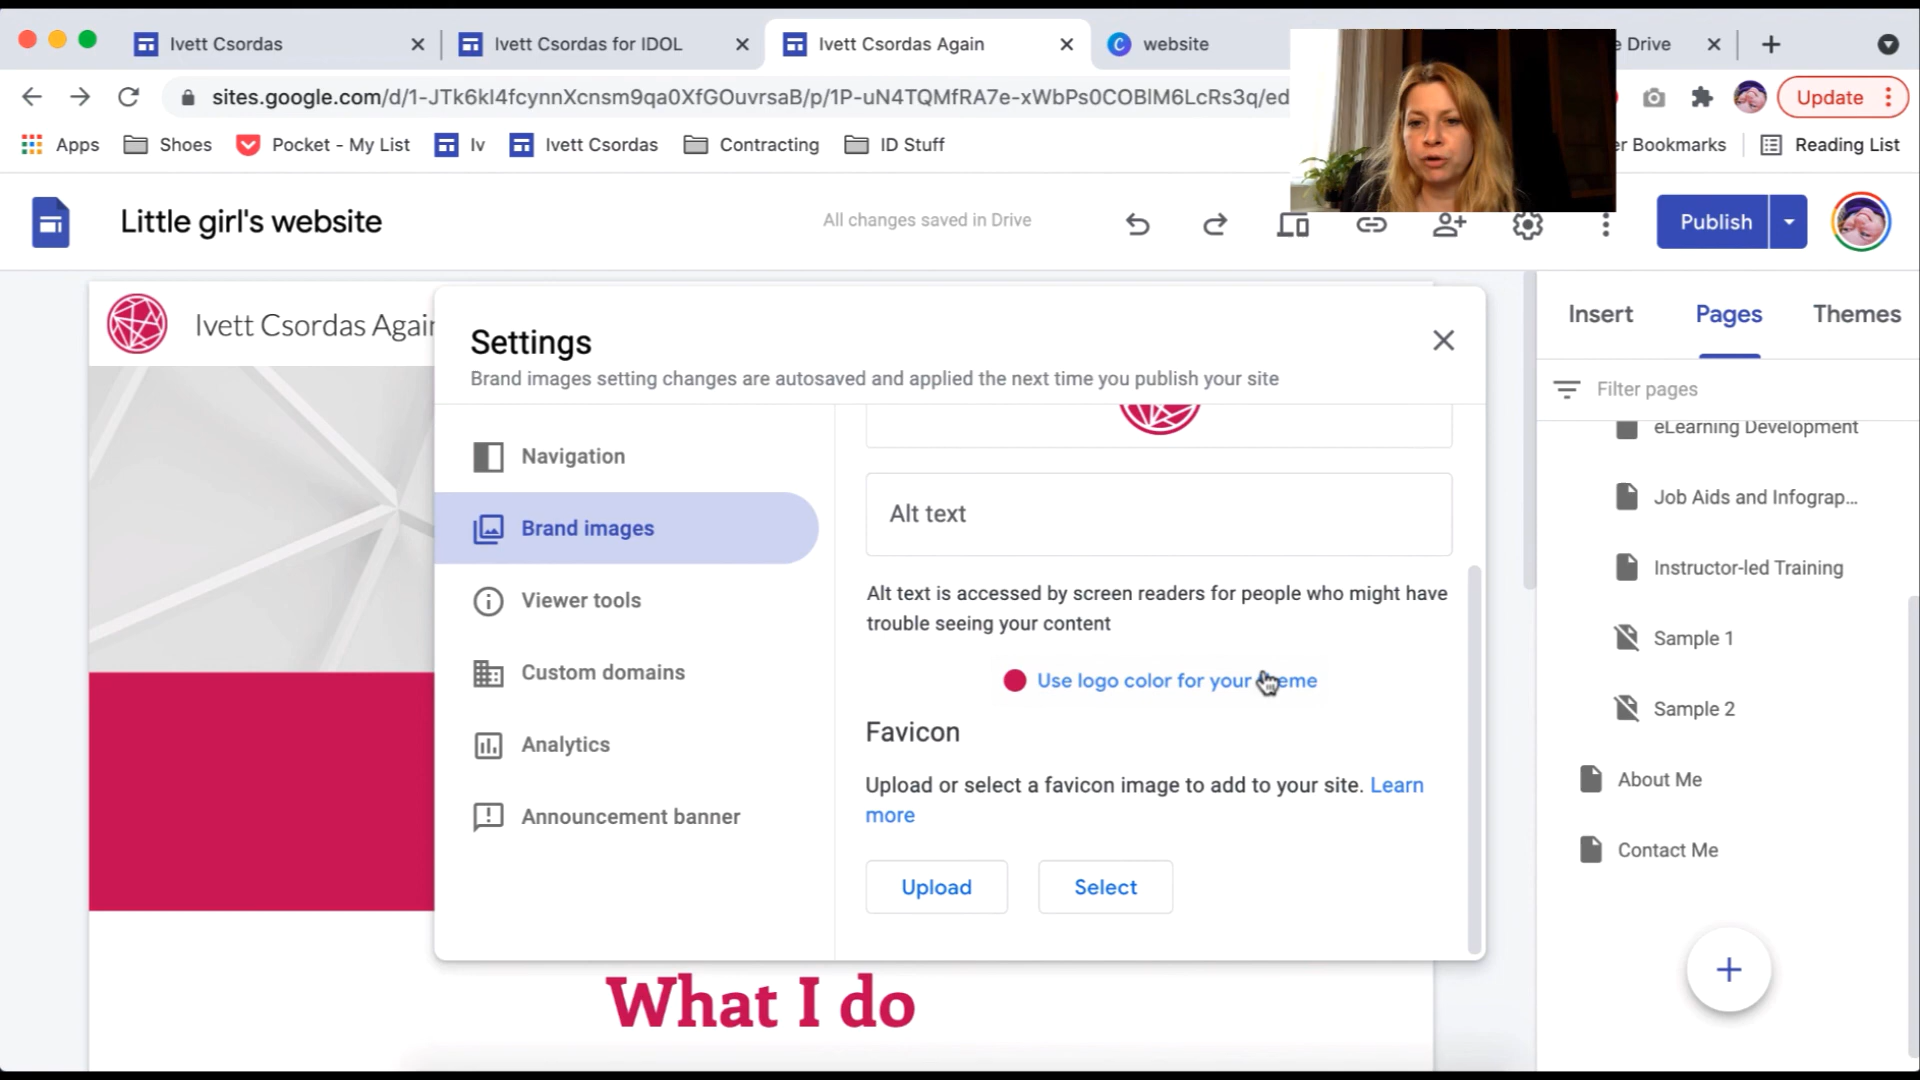 Ivett Csordas
Ivett Csordas for IDOL
Ivett Csordas Again
website
Drive
sites.google.com/d/1-JTk6kI4fcynnXcnsm9qa0XfGOuvrsaB/p/1P-uN4TQMfRA7e-xWbPs0COBlM6LcRs3q/ed
Update
Apps
Shoes
Pocket - My List
Iv
Ivett Csordas
Contracting
ID Stuff
er Bookmarks
Reading List
Little girl's website
All changes saved in Drive
Publish
Ivett Csordas Again
Insert
Pages
Themes
Filter pages
eLearning Development
Job Aids and Infograp...
Instructor-led Training
Sample 1
Sample 2
About Me
Contact Me
Settings
Brand images setting changes are autosaved and applied the next time you publish your site
Navigation
Brand images
Viewer tools
Custom domains
Analytics
Announcement banner
Alt text
Alt text is accessed by screen readers for people who might have
trouble seeing your content
Use logo color for your theme
Favicon
Upload or select a favicon image to add to your site. Learn
more
Upload
Select
What I do